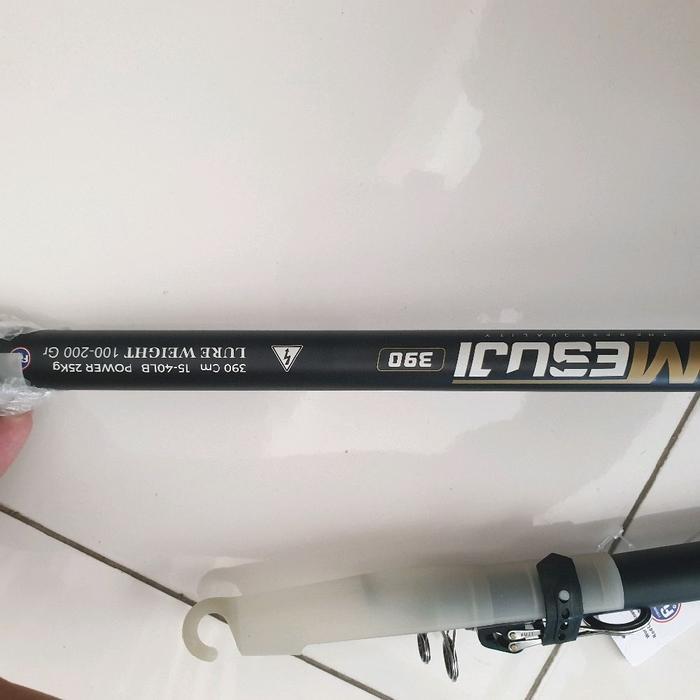 MESUJI
THE BEST QUALITY
390
390 Cm 15-40LB POWER 25Kg
LURE WEIGHT 100-200 Gr